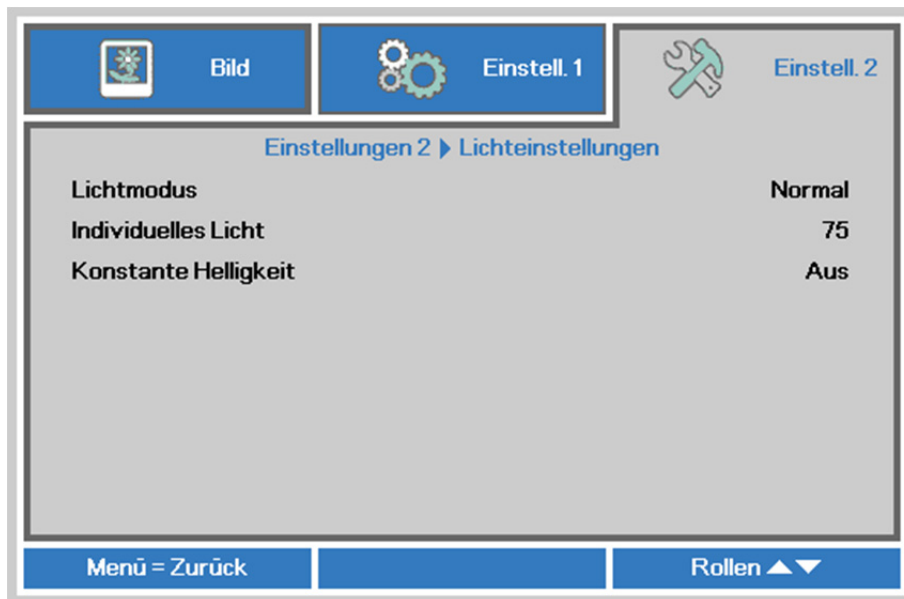 Bild
Einstell. 1
Einstell. 2
Einstellungen 2 ▶ Lichteinstellungen
Lichtmodus Normal
Individuelles Licht 75
Konstante Helligkeit Aus
Menü = Zurück
Rollen ▲▼